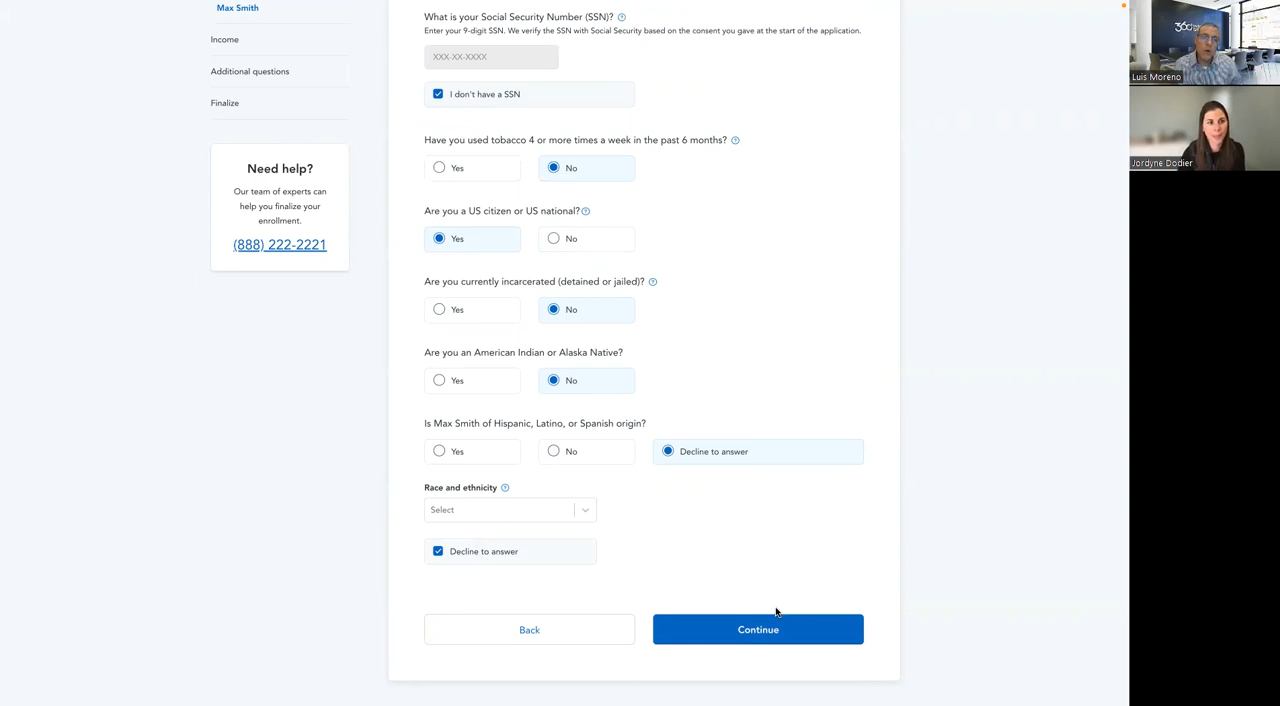 Max Smith
Income
Additional questions
Finalize
Need help?
Our team of experts can
help you finalize your
enrollment.
(888) 222-2221
What is your Social Security Number (SSN)?
Enter your 9-digit SSN. We verify the SSN with Social Security based on the consent you gave at the start of the application.
XXX-XX-XXXX
I don't have a SSN
Have you used tobacco 4 or more times a week in the past 6 months?
Yes
No
Are you a US citizen or US national?
Yes
No
Are you currently incarcerated (detained or jailed)?
Yes
No
Are you an American Indian or Alaska Native?
Yes
No
Is Max Smith of Hispanic, Latino, or Spanish origin?
Yes
No
Decline to answer
Race and ethnicity
Select
Decline to answer
Back
Continue
Luis Moreno
Jordyne Dodier